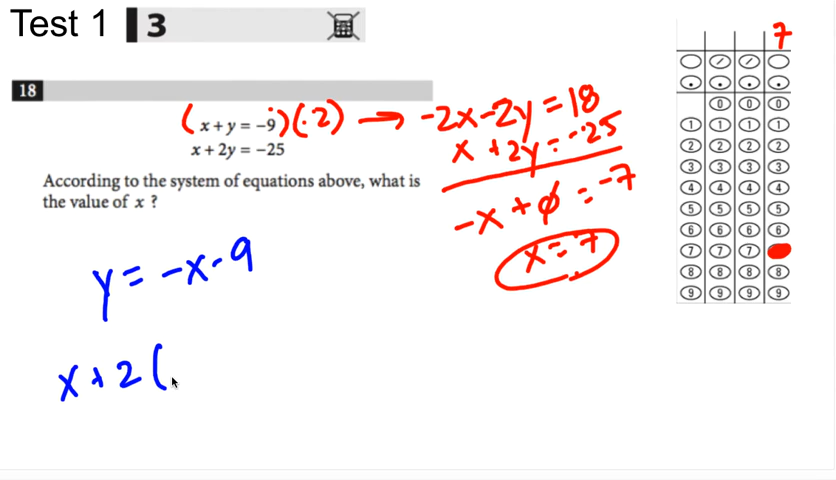 Test 1 3
18
(x + y = −9)(-2) → -2x-2y = 18
x + 2y = −25
x + 2y = -25
-x + 0 = -7
x = 7
According to the system of equations above, what is
the value of x ?
y = -x - 9
x + 2 (
7
/ /
. . . .
0 0 0
1 1 1 1
2 2 2 2
3 3 3 3
4 4 4 4
5 5 5 5
6 6 6 6
7 7 7
8 8 8 8
9 9 9 9